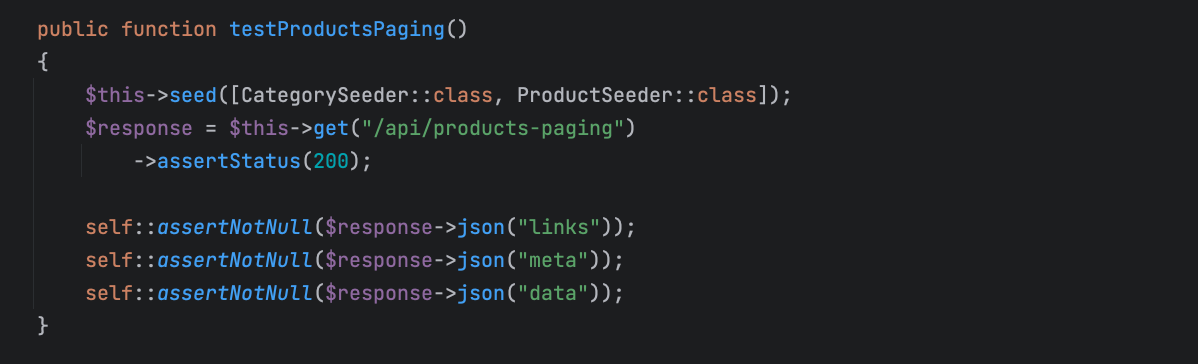 public function testProductsPaging()
{
    $this->seed([CategorySeeder::class, ProductSeeder::class]);
    $response = $this->get("/api/products-paging")
        ->assertStatus(200);

    self::assertNotNull($response->json("links"));
    self::assertNotNull($response->json("meta"));
    self::assertNotNull($response->json("data"));
}